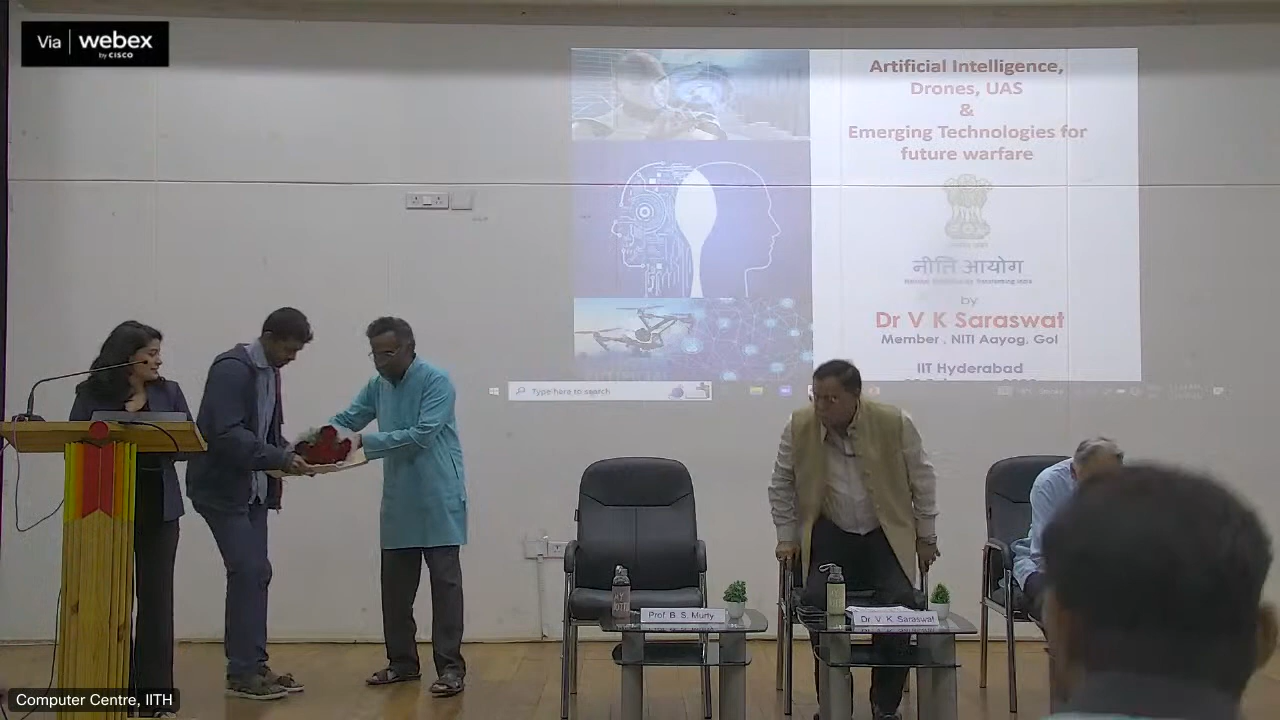 Via webex
by CISCO
Artificial Intelligence,
Drones, UAS
&
Emerging Technologies for
future warfare
नीति आयोग
by
Dr V K Saraswat
Member , NITI Aayog, GoI
IIT Hyderabad
Type here to search
Prof B. S. Murty
Dr. V. K. Saraswat
Computer Centre, IITH